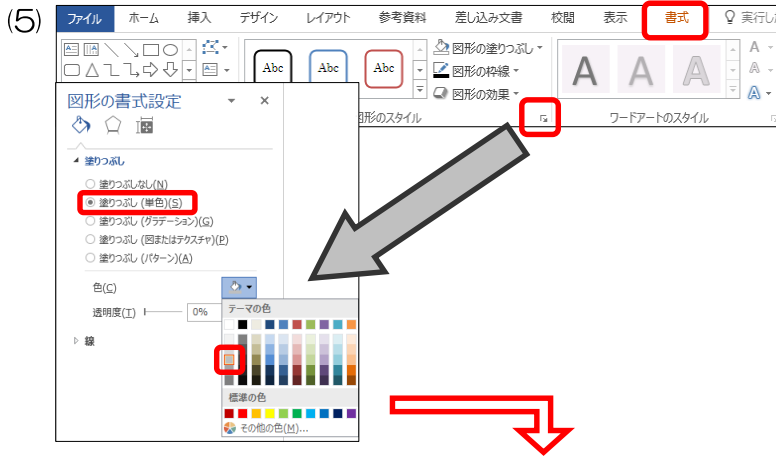 (5)
ファイル ホーム 挿入 デザイン レイアウト 参考資料 差し込み文書 校閲 表示 書式 実行し
Abc Abc Abc 図形の塗りつぶし A A A A
図形の枠線 A
図形の効果 A
図形のスタイル ワードアートのスタイル
図形の書式設定
塗りつぶし
塗りつぶしなし(N)
塗りつぶし (単色)(S)
塗りつぶし (グラデーション)(G)
塗りつぶし (図またはテクスチャ)(P)
塗りつぶし (パターン)(A)
色(C)
透明度(T) 0%
線
テーマの色
標準の色
その他の色(M)...